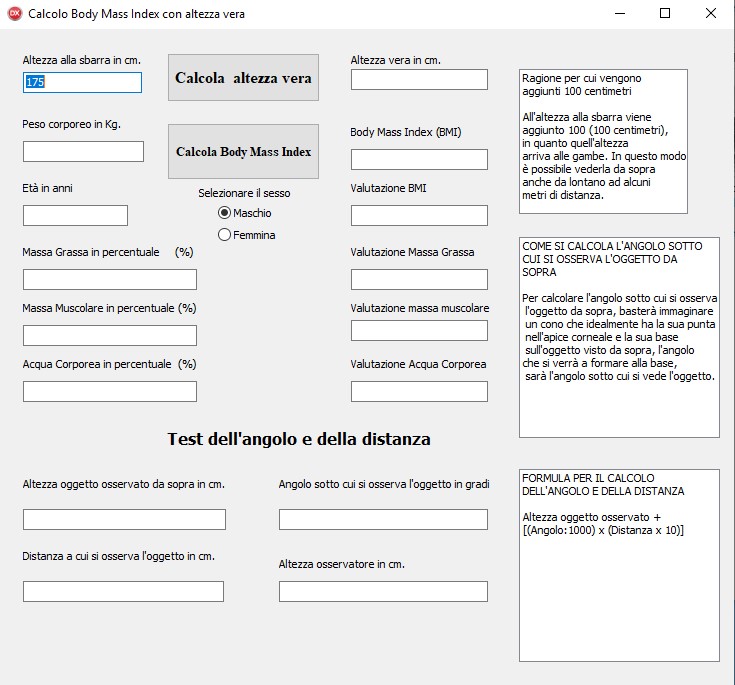 DX Calcolo Body Mass Index con altezza vera
Altezza alla sbarra in cm.
175
Calcola altezza vera
Altezza vera in cm.
Peso corporeo in Kg.
Calcola Body Mass Index
Body Mass Index (BMI)
Età in anni
Selezionare il sesso
Maschio
Femmina
Valutazione BMI
Massa Grassa in percentuale (%)
Valutazione Massa Grassa
Massa Muscolare in percentuale (%)
Valutazione massa muscolare
Acqua Corporea in percentuale (%)
Valutazione Acqua Corporea
Ragione per cui vengono
aggiunti 100 centimetri
All'altezza alla sbarra viene
aggiunto 100 (100 centimetri),
in quanto quell'altezza
arriva alle gambe. In questo modo
è possibile vederla da sopra
anche da lontano ad alcuni
metri di distanza.
COME SI CALCOLA L'ANGOLO SOTTO
CUI SI OSSERVA L'OGGETTO DA
SOPRA
Per calcolare l'angolo sotto cui si osserva
l'oggetto da sopra, basterà immaginare
un cono che idealmente ha la sua punta
nell'apice corneale e la sua base
sull'oggetto visto da sopra, l'angolo
che si verrà a formare alla base,
sarà l'angolo sotto cui si vede l'oggetto.
Test dell'angolo e della distanza
Altezza oggetto osservato da sopra in cm.
Angolo sotto cui si osserva l'oggetto in gradi
Distanza a cui si osserva l'oggetto in cm.
Altezza osservatore in cm.
FORMULA PER IL CALCOLO
DELL'ANGOLO E DELLA DISTANZA
Altezza oggetto osservato +
[(Angolo:1000) x (Distanza x 10)]